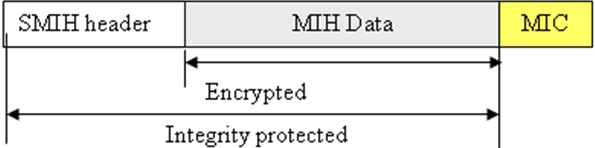 SMIH header MIH Data MIC
Encrypted
Integrity protected